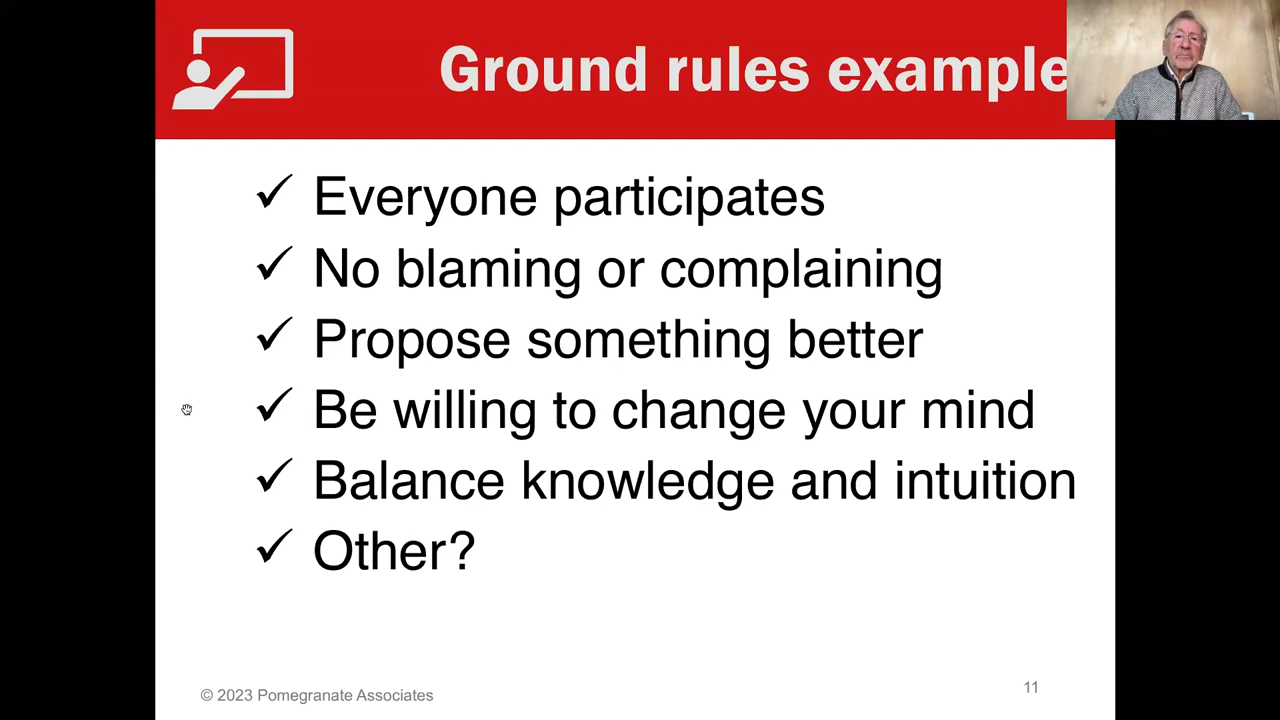 Ground rules example
Everyone participates
No blaming or complaining
Propose something better
Be willing to change your mind
Balance knowledge and intuition
Other?
© 2023 Pomegranate Associates
11